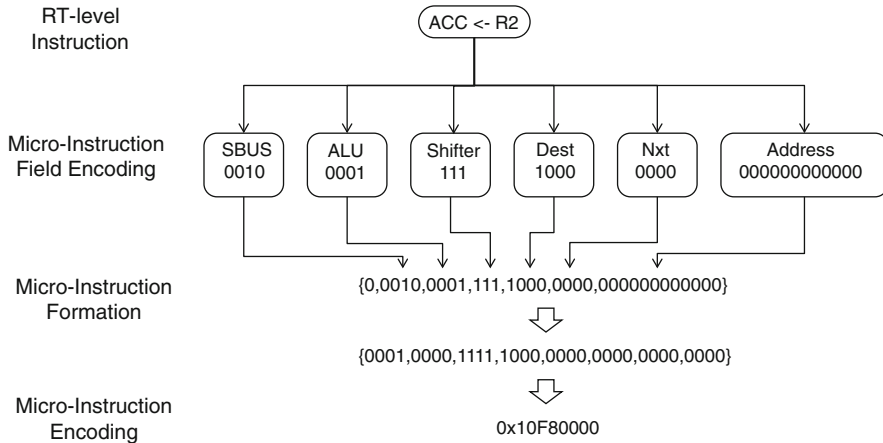 RT-level
Instruction
ACC <- R2
Micro-Instruction
Field Encoding
SBUS
0010
ALU
0001
Shifter
111
Dest
1000
Nxt
0000
Address
000000000000
Micro-Instruction
Formation
{0,0010,0001,111,1000,0000,000000000000}
{0001,0000,1111,1000,0000,0000,0000,0000}
Micro-Instruction
Encoding
0x10F80000